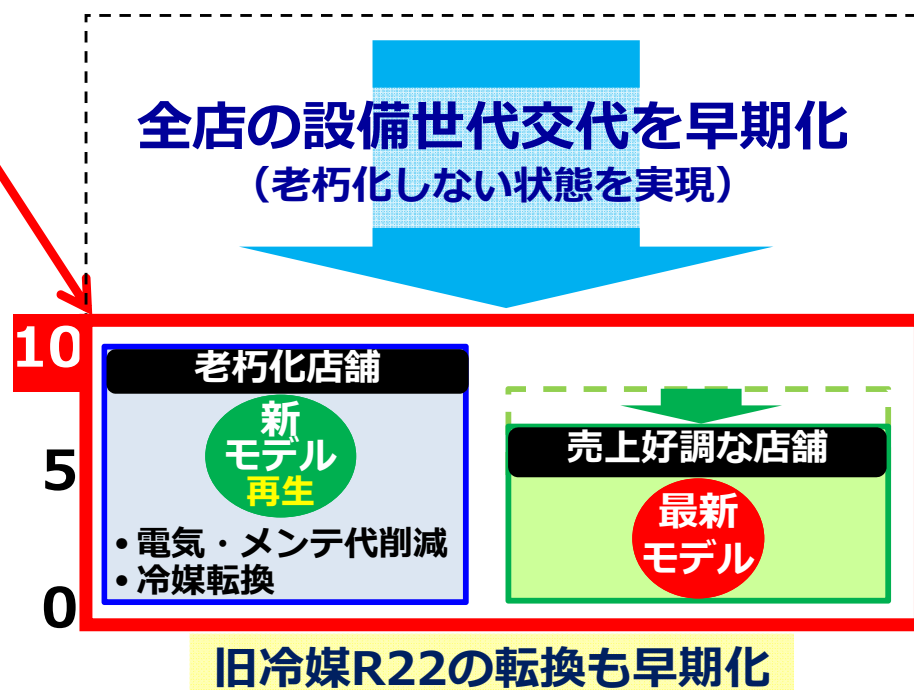 全店の設備世代交代を早期化
（老朽化しない状態を実現）
10
5
0
老朽化店舗
新
モデル
再生
•電気・メンテ代削減
•冷媒転換
売上好調な店舗
最新
モデル
旧冷媒R22の転換も早期化